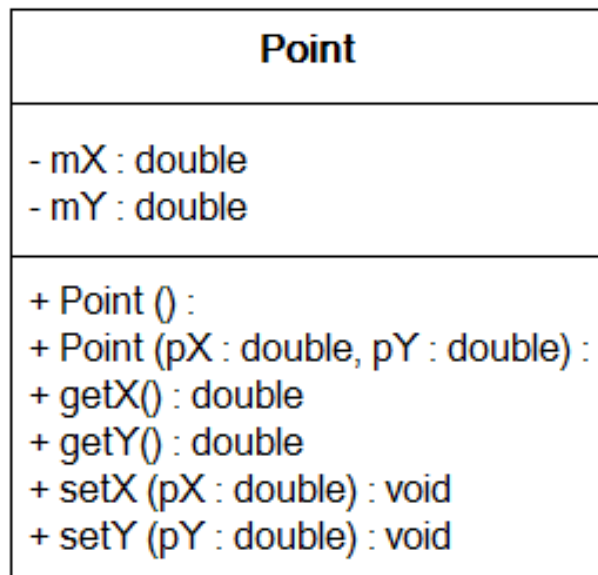 Point
- mX : double
- mY : double
+ Point () :
+ Point (pX : double, pY : double) :
+ getX() : double
+ getY() : double
+ setX (pX : double) : void
+ setY (pY : double) : void